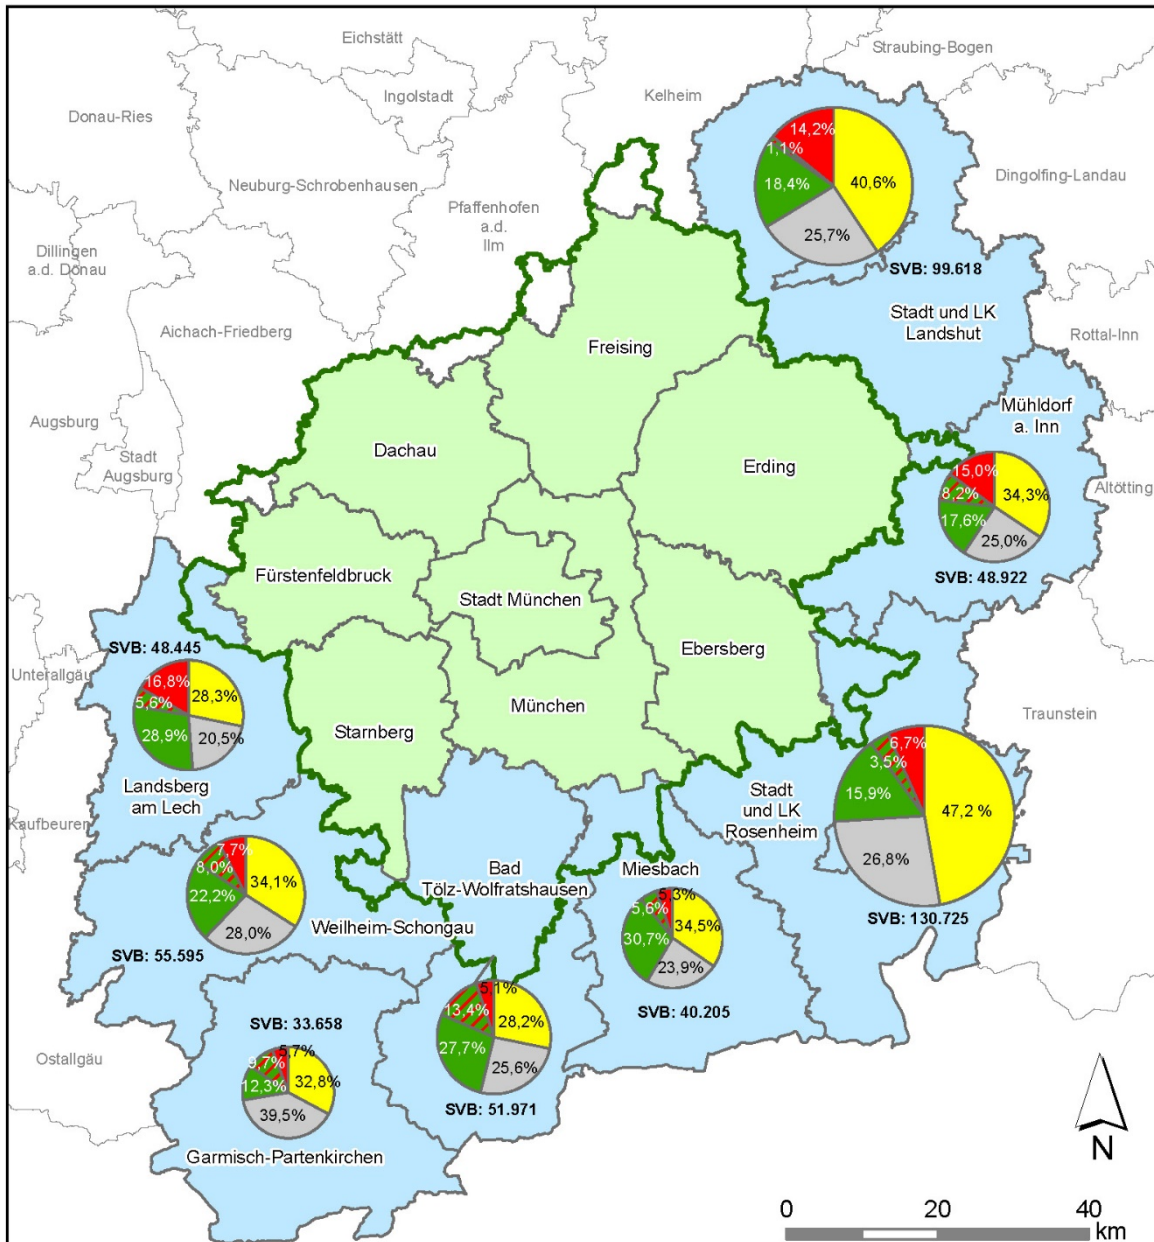 Eichstätt
Straubing-Bogen
Ingolstadt
Kelheim
Donau-Ries
Neuburg-Schrobenhausen
Dingolfing-Landau
Pfaffenhofen
a.d.
Ilm
Dillingen
a.d. Donau
14,2%
1,1%
40,6%
18,4%
25,7%
SVB: 99.618
Stadt und LK
Landshut
Aichach-Friedberg
Rottal-Inn
Freising
Augsburg
Stadt
Augsburg
Dachau
Erding
Mühldorf
a. Inn
15,0%
34,3%
8,2%
17,6%
25,0%
SVB: 48.922
Altötting
Fürstenfeldbruck
Stadt München
Ebersberg
SVB: 48.445
16,8%
28,3%
5,6%
28,9%
20,5%
Landsberg
am Lech
Unterallgäu
Starnberg
München
Traunstein
Stadt
und LK
Rosenheim
6,7%
3,5%
15,9%
47,2 %
26,8%
SVB: 130.725
Kaufbeuren
7,7%
8,0%
34,1%
22,2%
28,0%
Weilheim-Schongau
SVB: 55.595
Bad
Tölz-Wolfratshausen
Miesbach
5,3%
5,6%
34,5%
30,7%
23,9%
SVB: 40.205
5,1%
13,4%
28,2%
27,7%
25,6%
SVB: 51.971
SVB: 33.658
5,7%
9,7%
32,8%
12,3%
39,5%
Garmisch-Partenkirchen
Ostallgäu
N
0 20 40
km